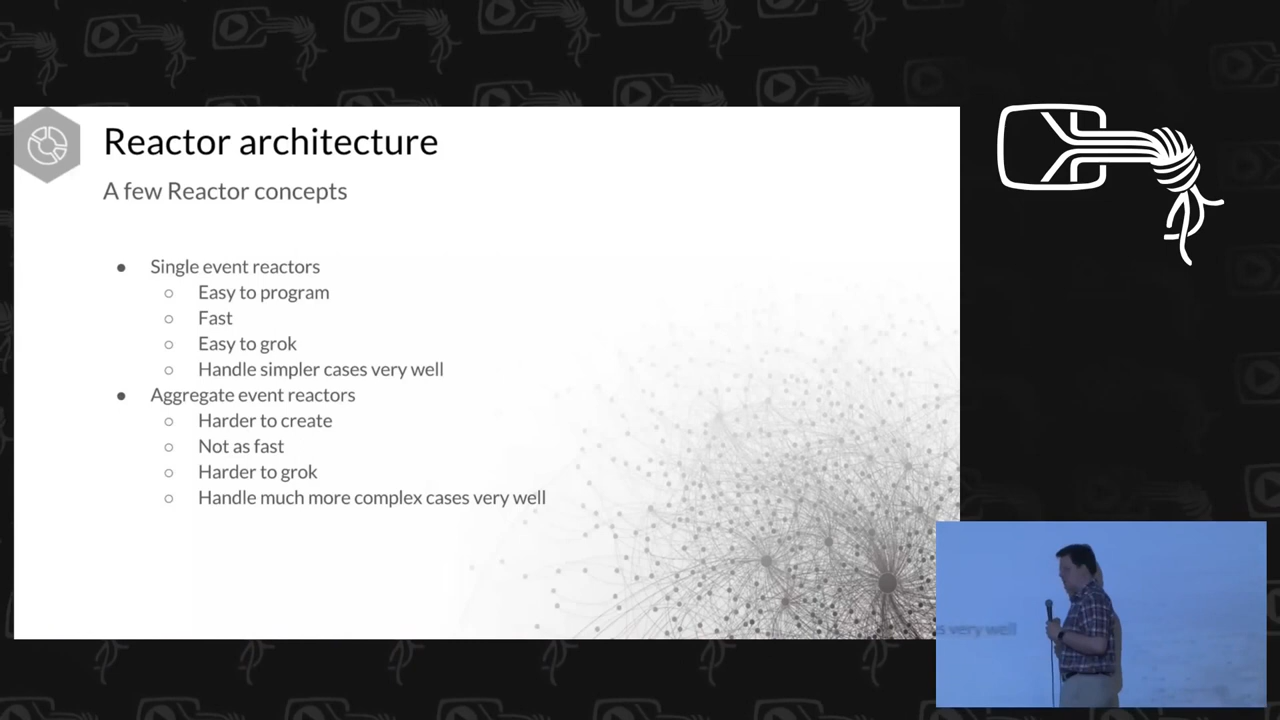 Reactor architecture
A few Reactor concepts
● Single event reactors
○ Easy to program
○ Fast
○ Easy to grok
○ Handle simpler cases very well
● Aggregate event reactors
○ Harder to create
○ Not as fast
○ Harder to grok
○ Handle much more complex cases very well
s very well